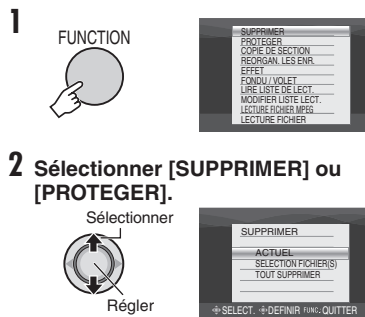 1
FUNCTION
SUPPRIMER
PROTEGER
COPIE DE SECTION
REORGAN. LES ENR.
EFFET
FONDU / VOLET
LIRE LISTE DE LECT.
MODIFIER LISTE LECT.
LECTURE FICHIER MPEG
LECTURE FICHIER
2 Sélectionner [SUPPRIMER] ou
[PROTEGER].
Sélectionner
Régler
SUPPRIMER
ACTUEL
SELECTION FICHIER(S)
TOUT SUPPRIMER
SELECT. DEFINIR FUNC. QUITTER